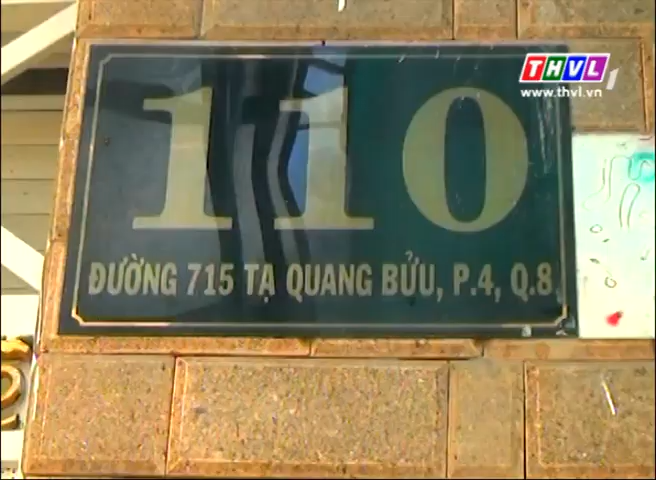 THVL1
www.thvl.vn
110
ĐƯỜNG 715 TẠ QUANG BỬU, P.4, Q.8